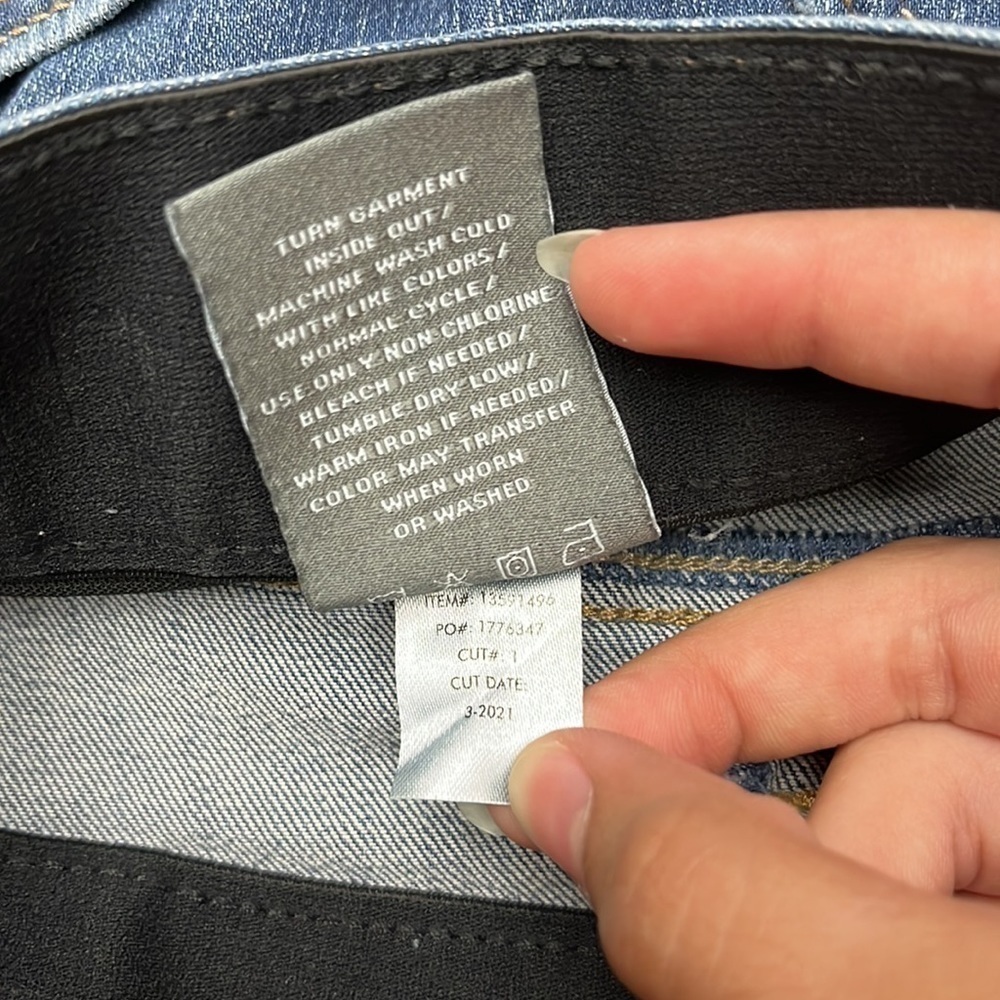 TURN GARMENT
INSIDE OUT/
MACHINE WASH COLD
WITH LIKE COLORS/
NORMAL CYCLE/
USE ONLY NON-CHLORINE
BLEACH IF NEEDED/
TUMBLE DRY LOW/
WARM IRON IF NEEDED/
COLOR MAY TRANSFER
WHEN WORN
OR WASHED
ITEM#: 13591496
PO#: 1776347
CUT#: 1
CUT DATE:
3-2021